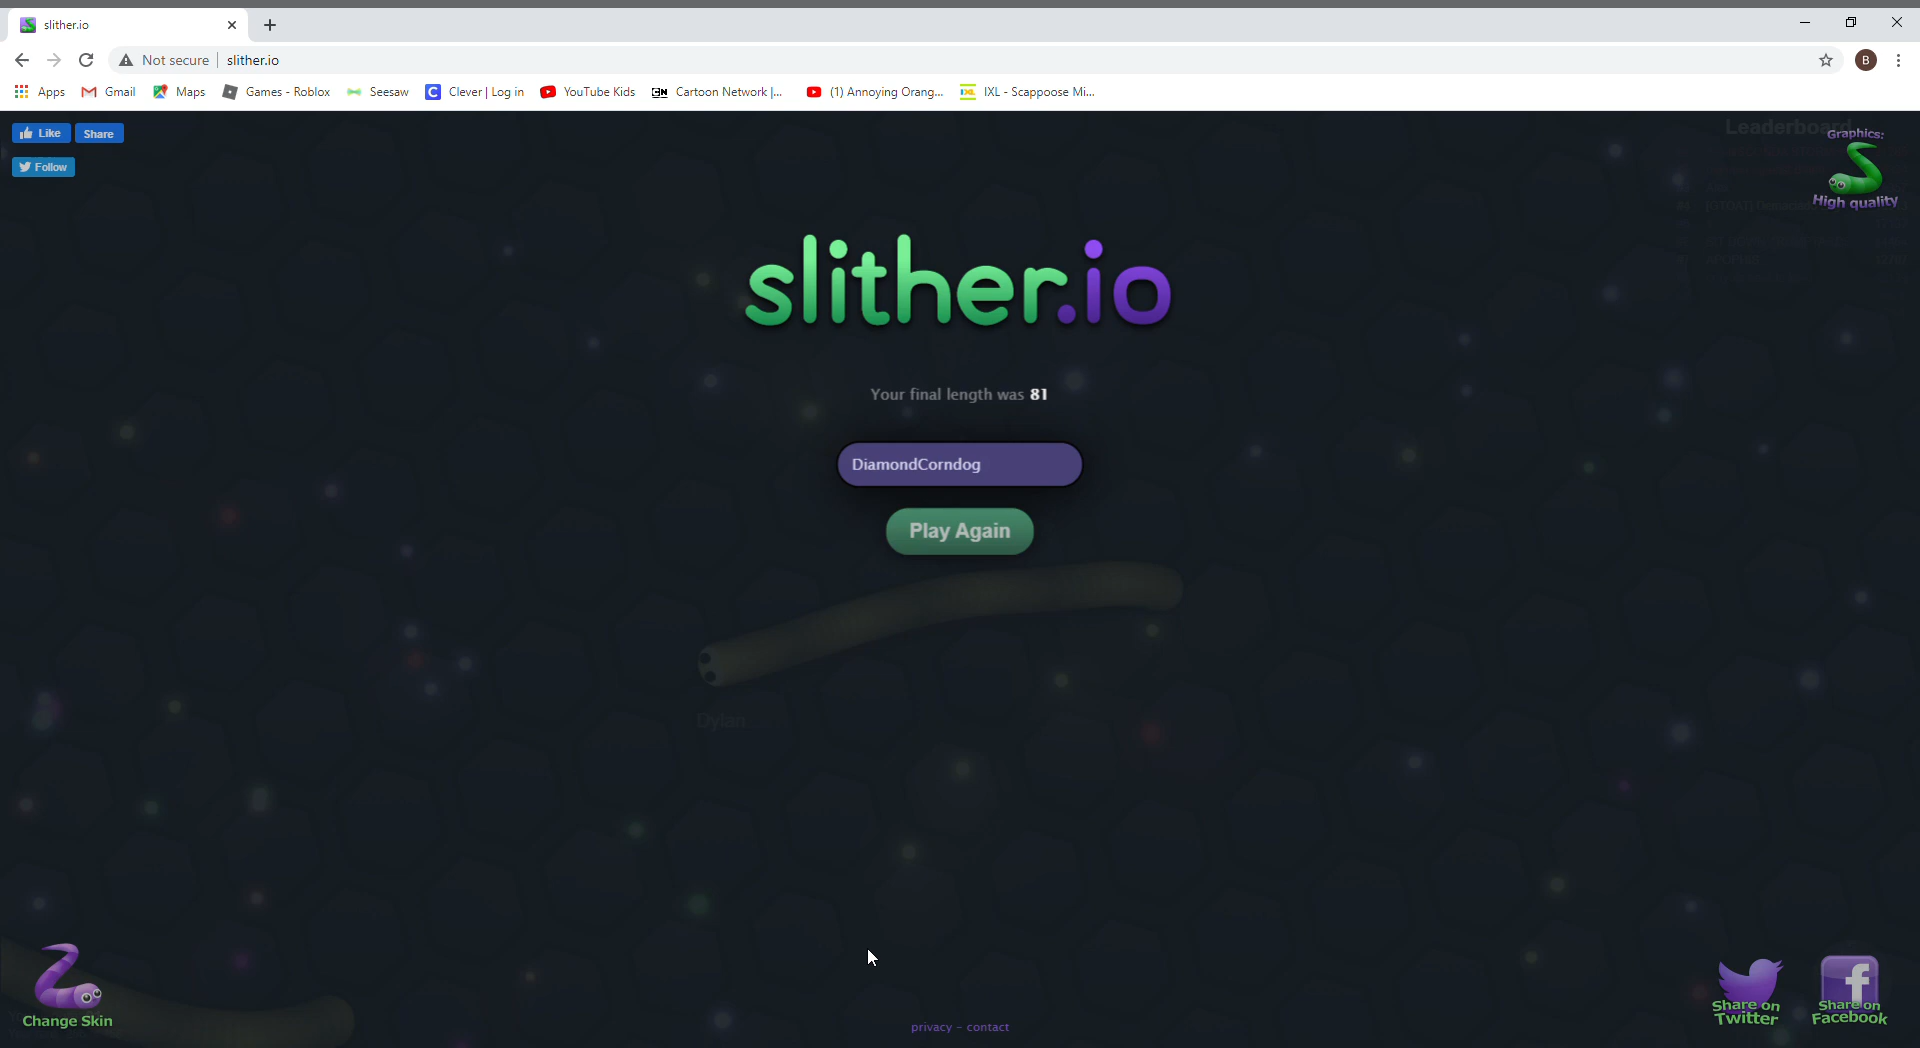 slither.io
Not secure slither.io
B
Apps Gmail Maps Games - Roblox Seesaw Clever | Log in YouTube Kids Cartoon Network |... (1) Annoying Orang... IXL - Scappoose Mi...
Like Share
Follow
Leaderboard
Graphics:
High quality
slither.io
Your final length was 81
DiamondCorndog
Play Again
Dylan
Change Skin
privacy - contact
Share on
Twitter
Share on
Facebook